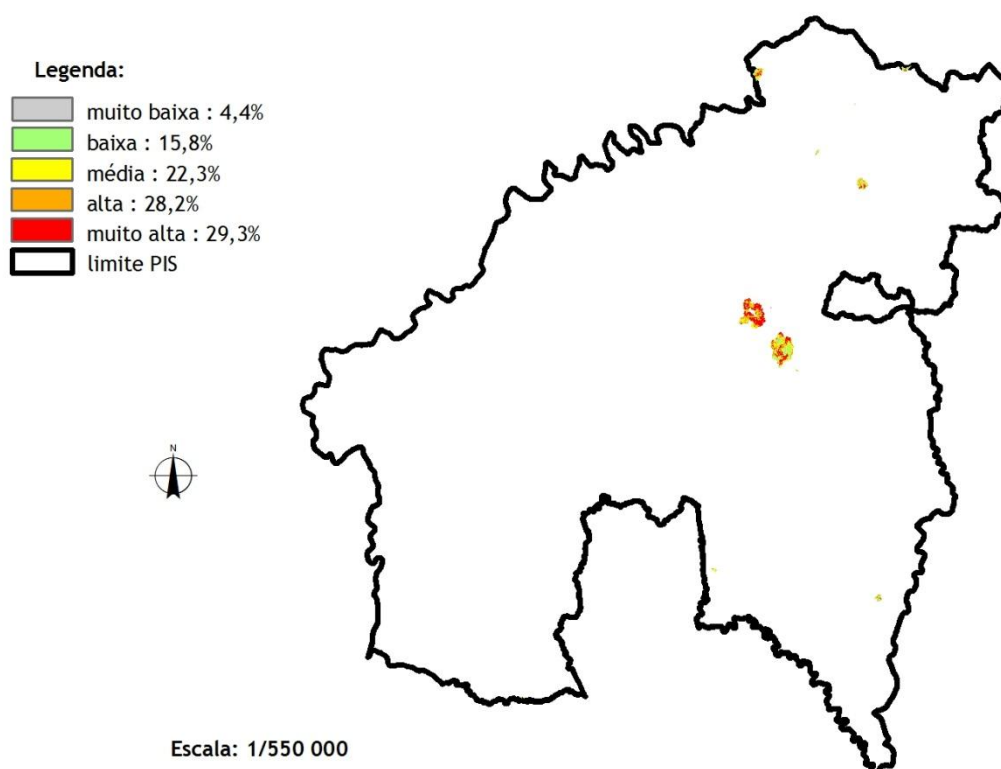 Legenda:
muito baixa : 4,4%
baixa : 15,8%
média : 22,3%
alta : 28,2%
muito alta : 29,3%
limite PIS
N
Escala: 1/550 000